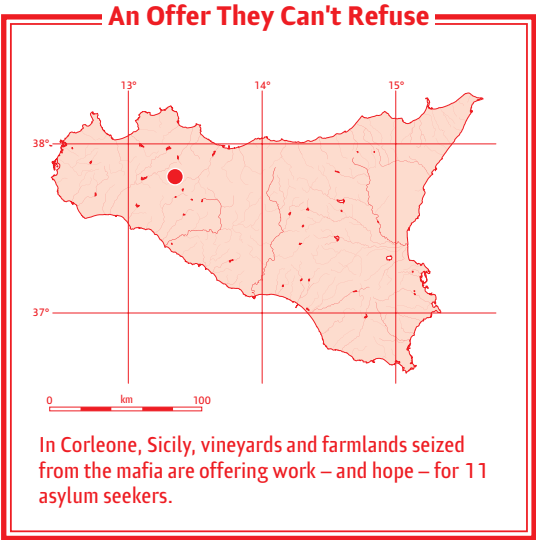 An Offer They Can't Refuse
13° 14° 15°
38°
37°
0 km 100
In Corleone, Sicily, vineyards and farmlands seized
from the mafia are offering work – and hope – for 11
asylum seekers.